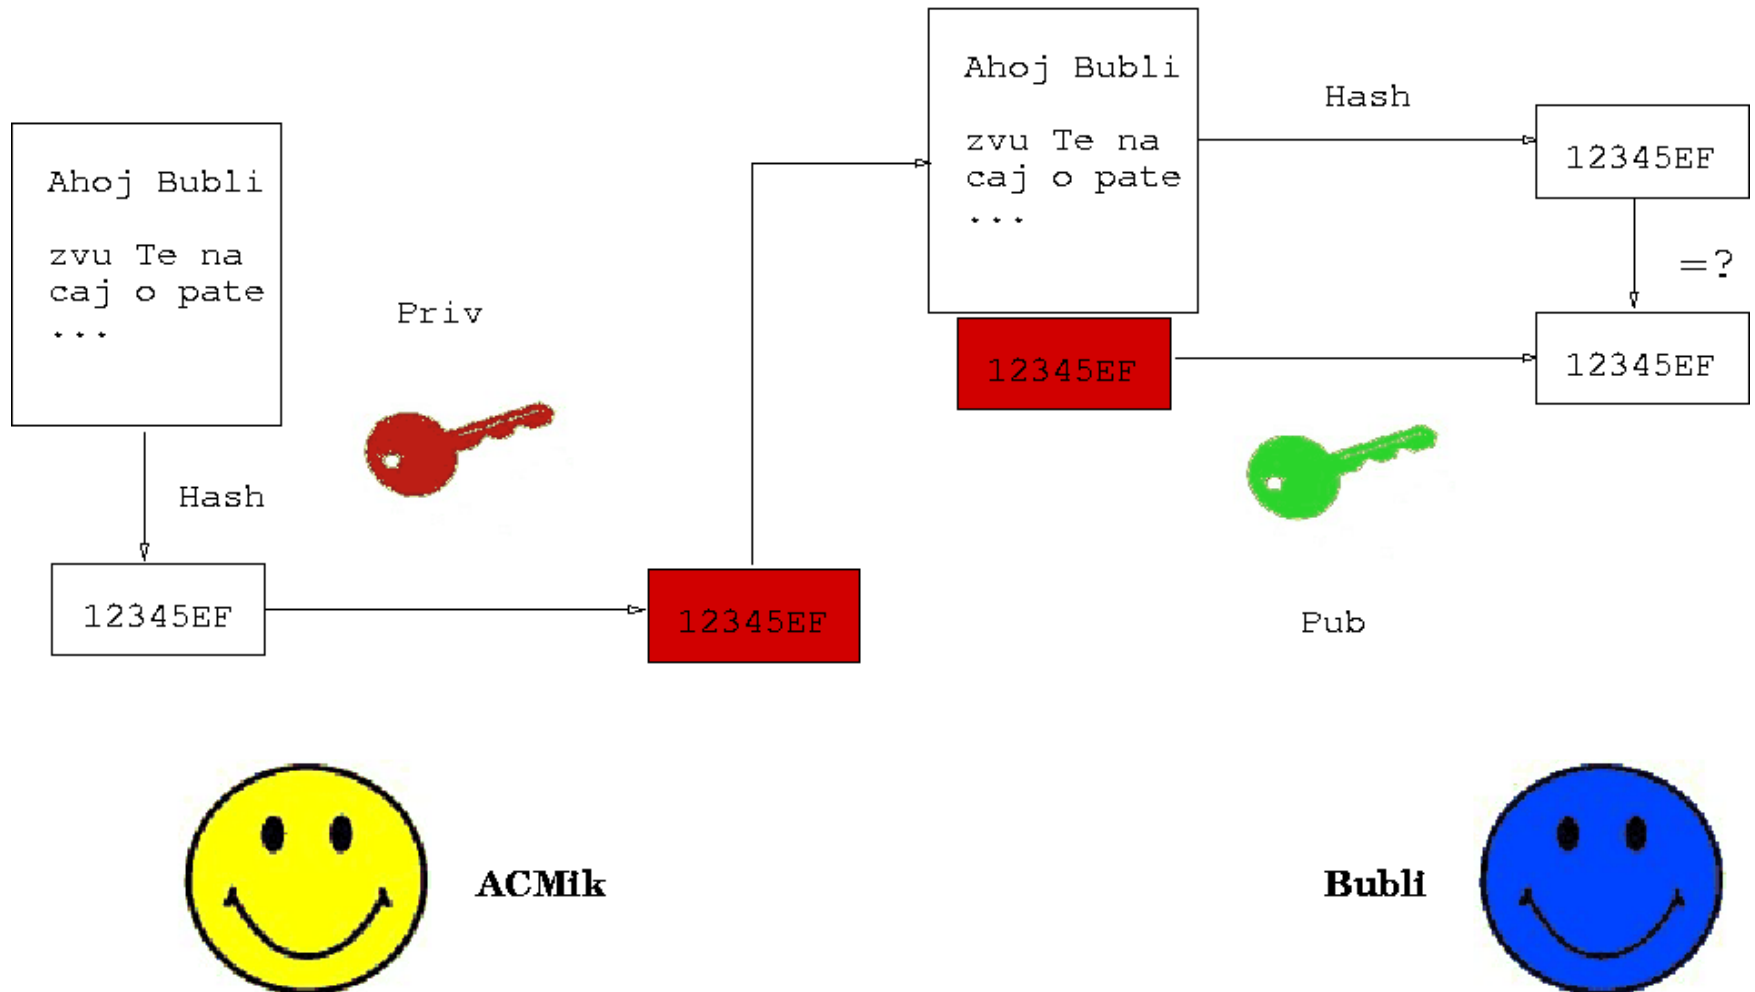 Ahoj Bubli
zvu Te na
caj o pate
...
Hash
12345EF
Priv
12345EF
Ahoj Bubli
zvu Te na
caj o pate
...
12345EF
Hash
12345EF
=?
12345EF
Pub
ACMik
Bubli